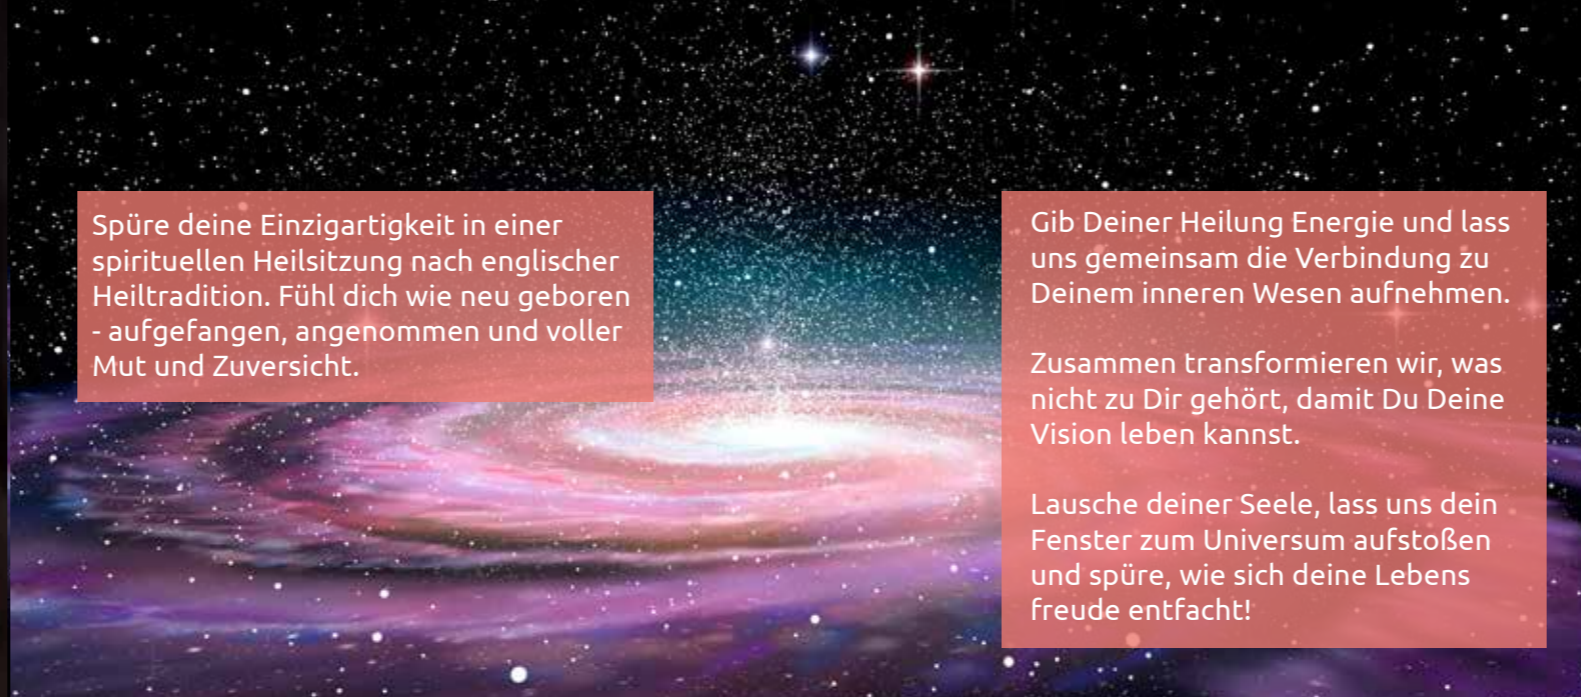 Spüre deine Einzigartigkeit in einer
spirituellen Heilsitzung nach englischer
Heiltradition. Fühl dich wie neu geboren
- aufgefangen, angenommen und voller
Mut und Zuversicht.
Gib Deiner Heilung Energie und lass
uns gemeinsam die Verbindung zu
Deinem inneren Wesen aufnehmen.
Zusammen transformieren wir, was
nicht zu Dir gehört, damit Du Deine
Vision leben kannst.
Lausche deiner Seele, lass uns dein
Fenster zum Universum aufstoßen
und spüre, wie sich deine Lebens
freude entfacht!